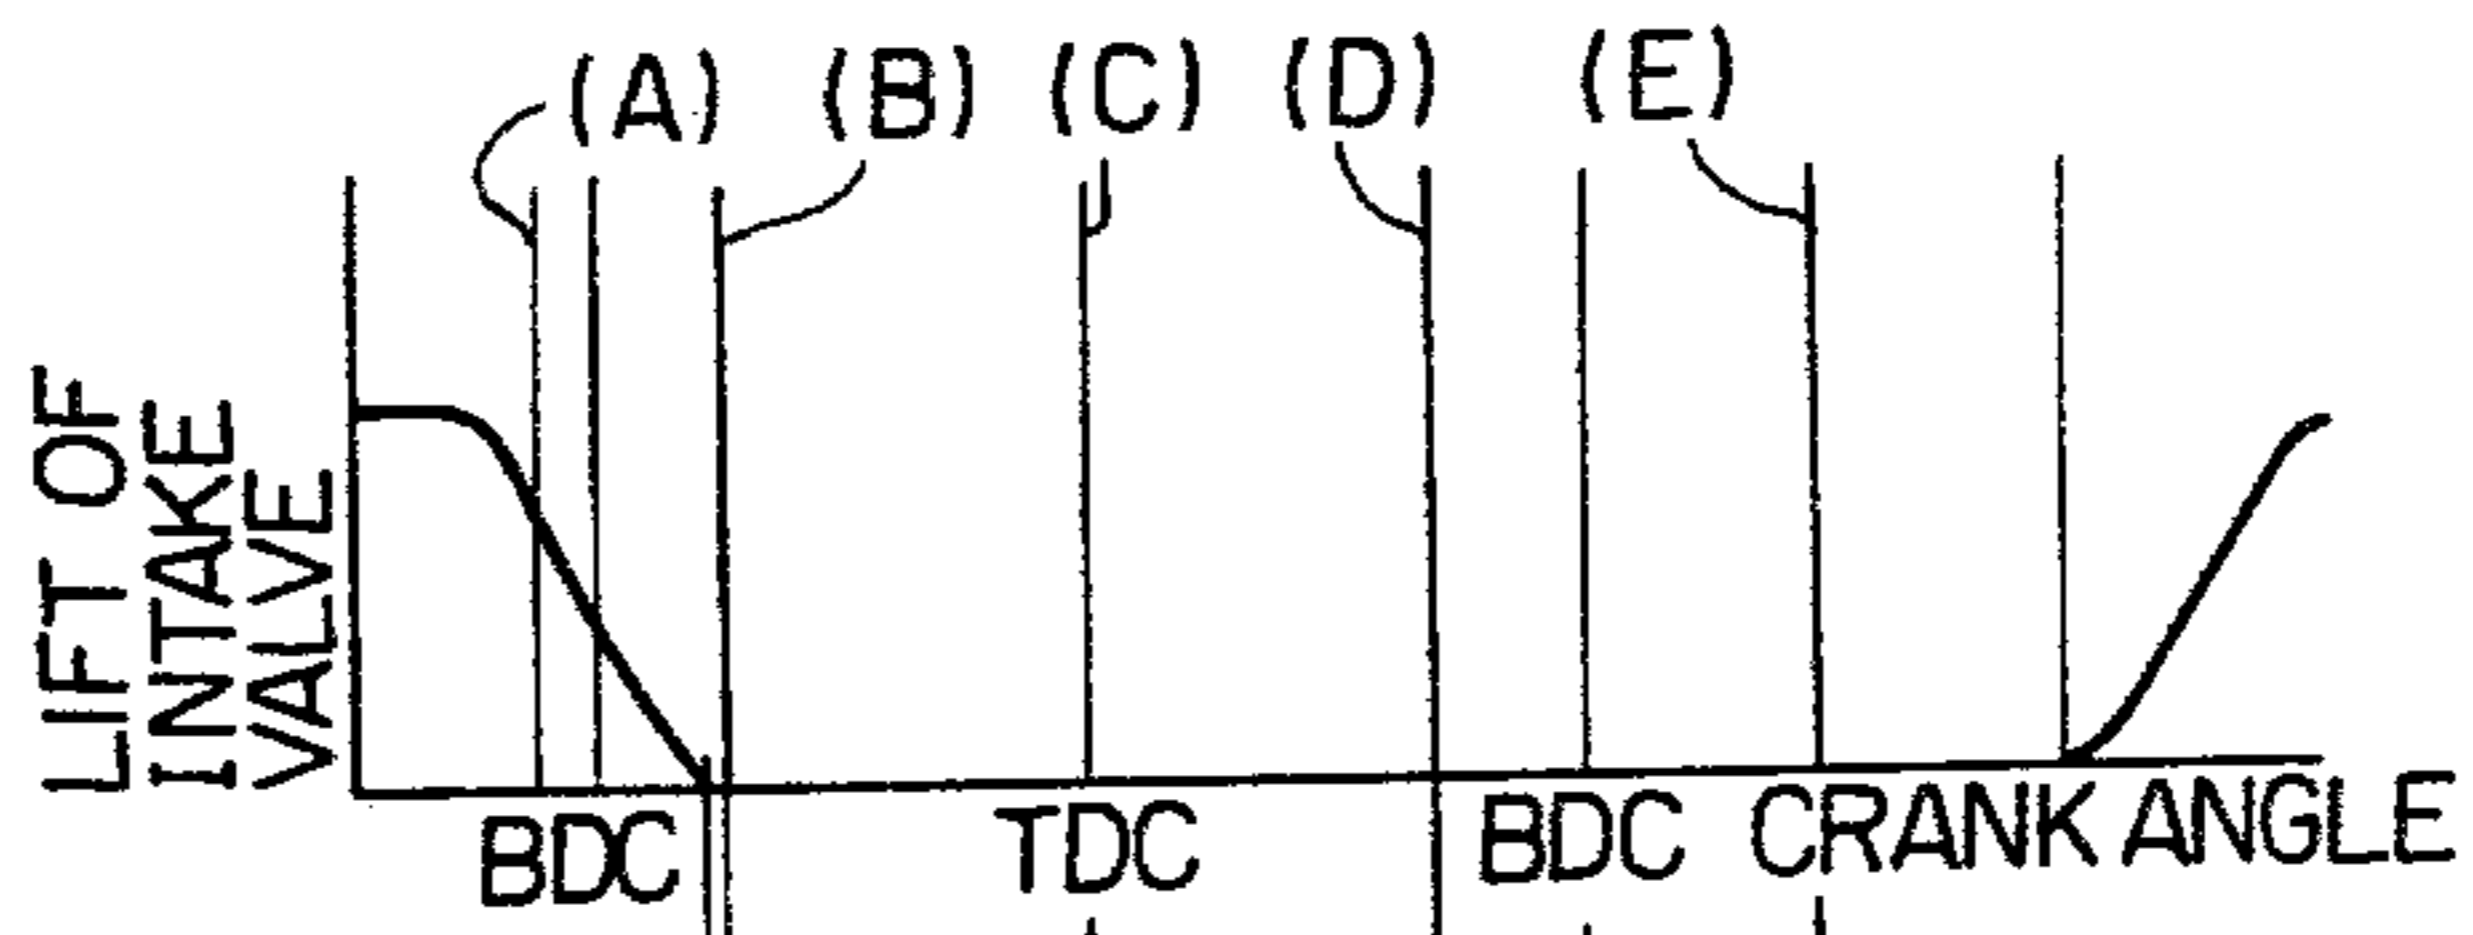 (A) (B) (C) (D) (E)
LIFT OF
INTAKE
VALVE
BDC TDC BDC CRANK ANGLE